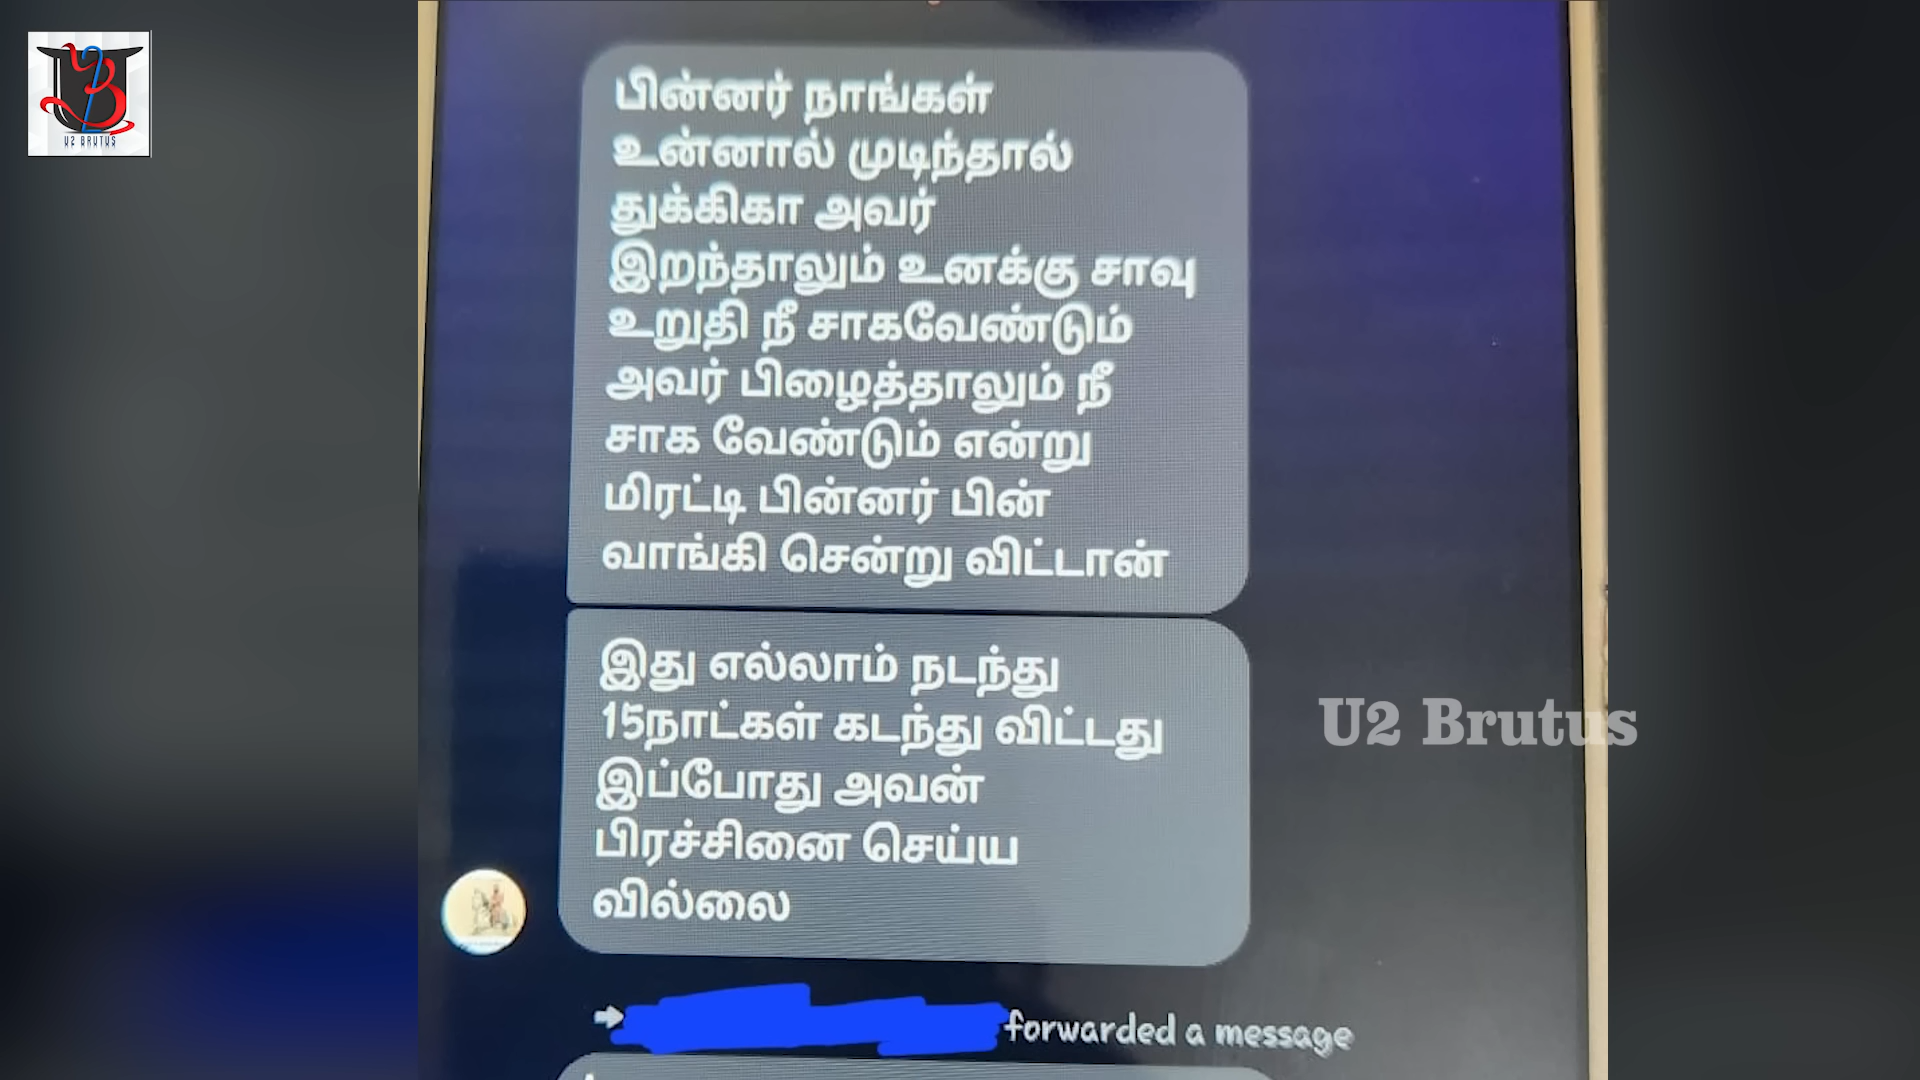 U2 BRUTUS
பின்னர் நாங்கள்
உன்னால் முடிந்தால்
துக்கிகா அவர்
இறந்தாலும் உனக்கு சாவு
உறுதி நீ சாகவேண்டும்
அவர் பிழைத்தாலும் நீ
சாக வேண்டும் என்று
மிரட்டி பின்னர் பின்
வாங்கி சென்று விட்டான்
இது எல்லாம் நடந்து
15நாட்கள் கடந்து விட்டது
இப்போது அவன்
பிரச்சினை செய்ய
வில்லை
U2 Brutus
forwarded a message